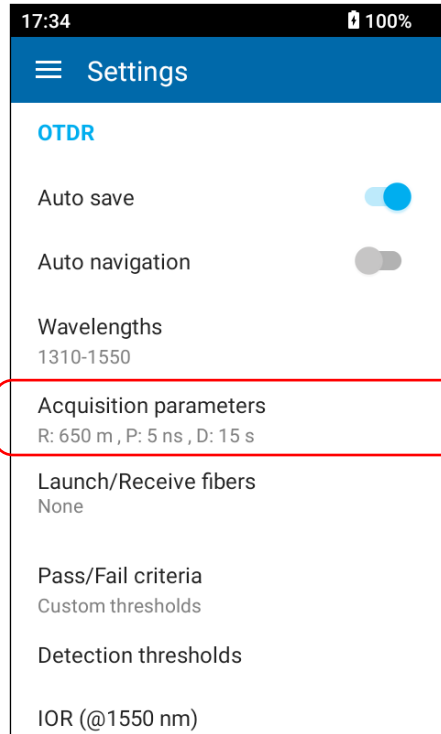 17:34 100%
Settings
OTDR
Auto save
Auto navigation
Wavelengths
1310-1550
Acquisition parameters
R: 650 m , P: 5 ns , D: 15 s
Launch/Receive fibers
None
Pass/Fail criteria
Custom thresholds
Detection thresholds
IOR (@1550 nm)